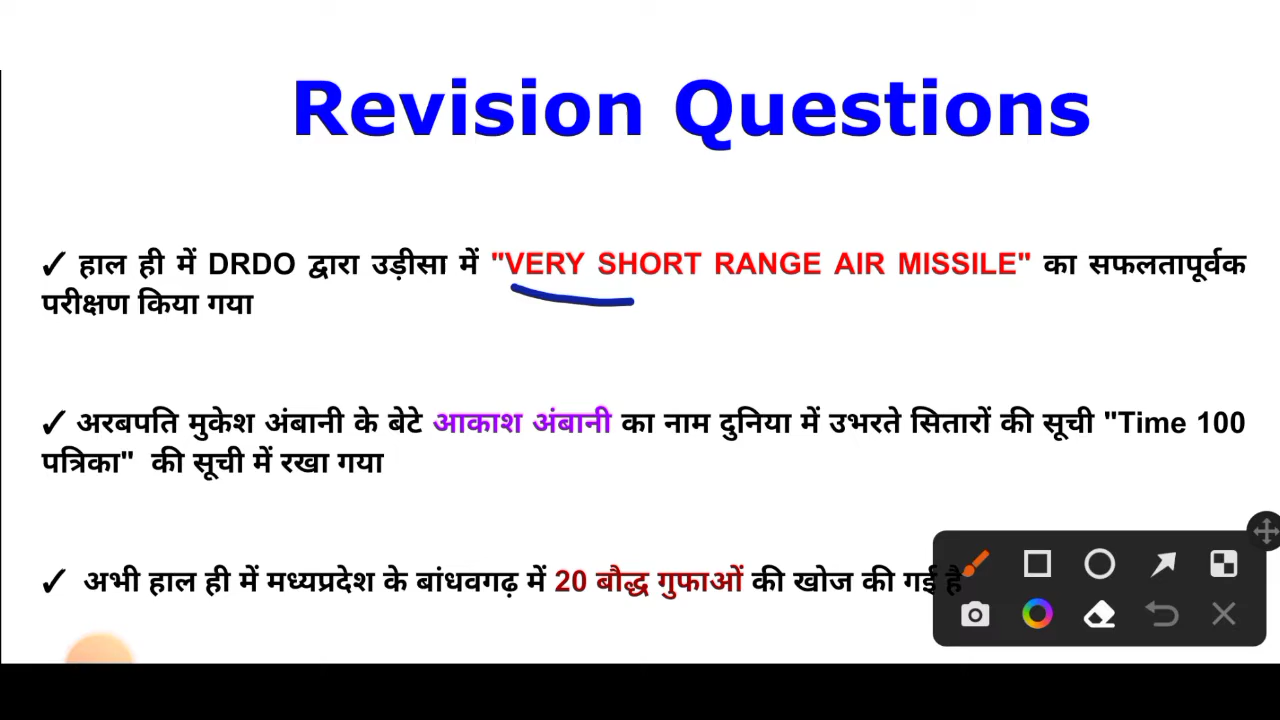 Revision Questions
✓ हाल ही में DRDO द्वारा उड़ीसा में "VERY SHORT RANGE AIR MISSILE" का सफलतापूर्वक
परीक्षण किया गया
✓ अरबपति मुकेश अंबानी के बेटे आकाश अंबानी का नाम दुनिया में उभरते सितारों की सूची "Time 100
पत्रिका" की सूची में रखा गया
✓ अभी हाल ही में मध्यप्रदेश के बांधवगढ़ में 20 बौद्ध गुफाओं की खोज की गई है